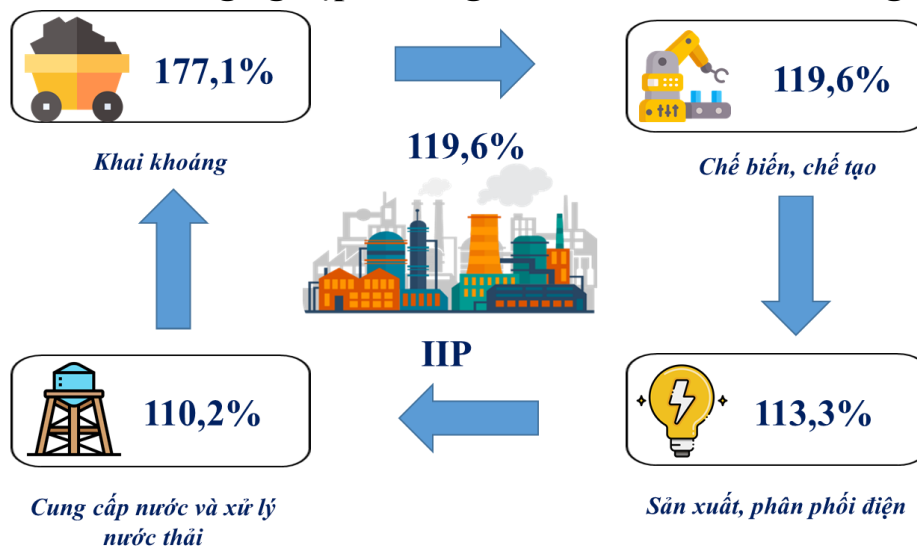 177,1%
119,6%
Khai khoáng
119,6%
Chế biến, chế tạo
IIP
110,2%
113,3%
Cung cấp nước và xử lý
nước thải
Sản xuất, phân phối điện